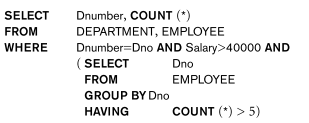 SELECT Dnumber, COUNT (*)
FROM DEPARTMENT, EMPLOYEE
WHERE Dnumber=Dno AND Salary>40000 AND
( SELECT Dno
FROM EMPLOYEE
GROUP BY Dno
HAVING COUNT (*) > 5)